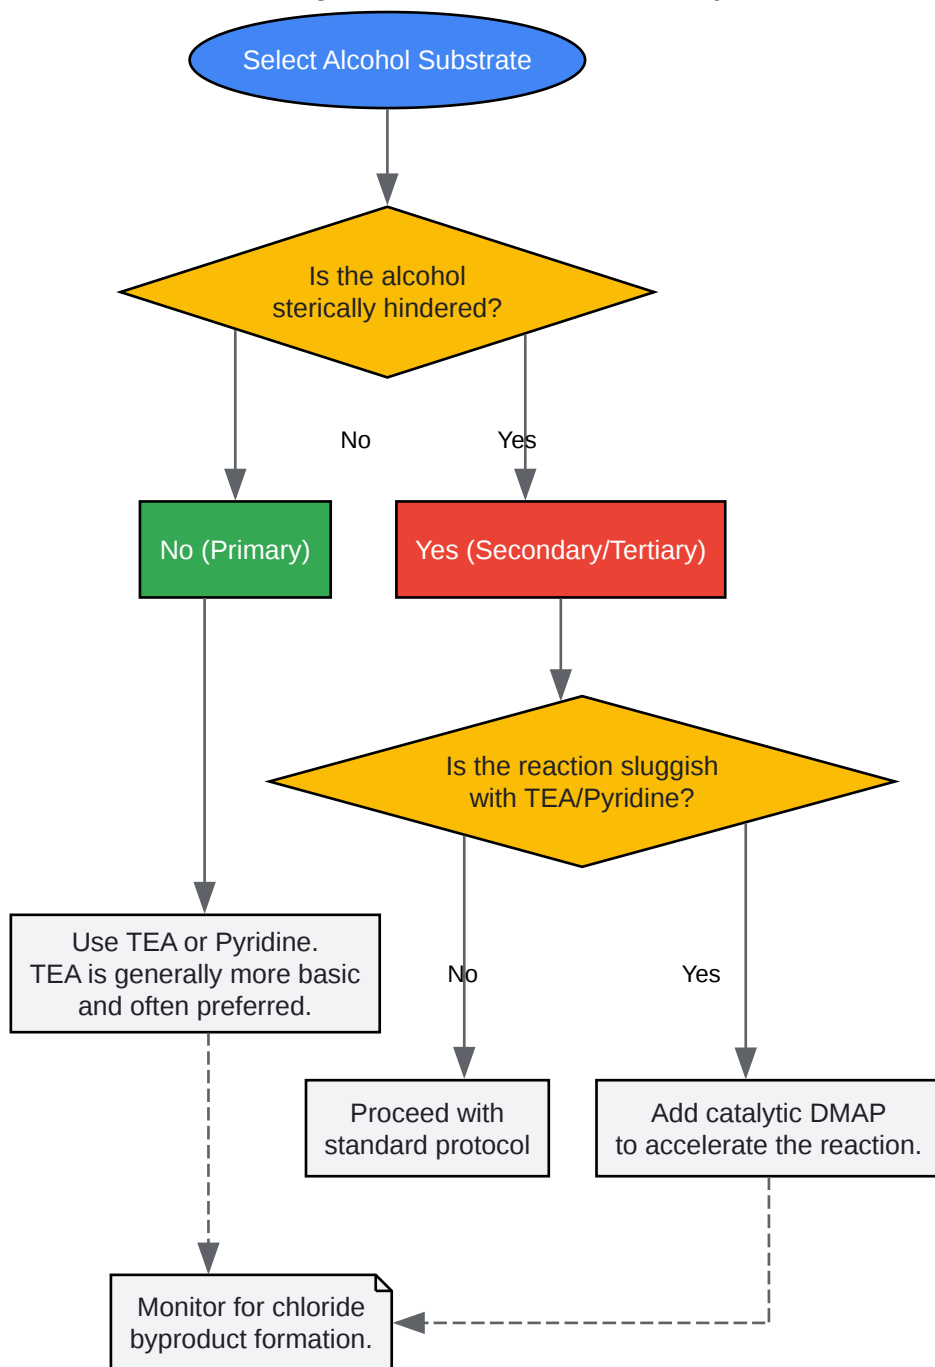 Select Alcohol Substrate
Is the alcohol
sterically hindered?
No
Yes
No (Primary)
Yes (Secondary/Tertiary)
Is the reaction sluggish
with TEA/Pyridine?
Use TEA or Pyridine.
TEA is generally more basic
and often preferred.
No
Yes
Proceed with
standard protocol
Add catalytic DMAP
to accelerate the reaction.
Monitor for chloride
byproduct formation.